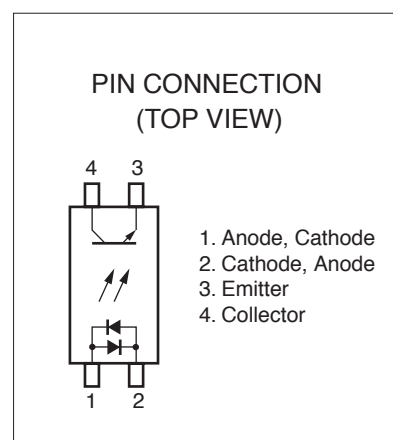 PIN CONNECTION
(TOP VIEW)
4 3
1. Anode, Cathode
2. Cathode, Anode
3. Emitter
4. Collector
1 2